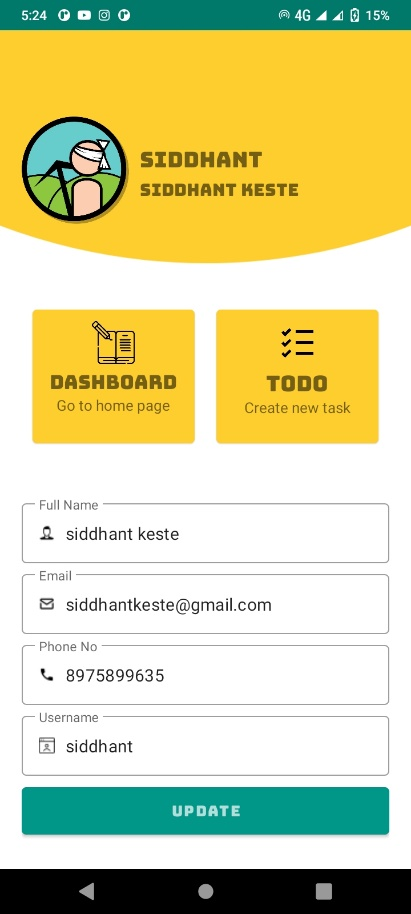 5:24
4G
15%
SIDDHANT
SIDDHANT KESTE
DASHBOARD
Go to home page
TODO
Create new task
Full Name
siddhant keste
Email
siddhantkeste@gmail.com
Phone No
8975899635
Username
siddhant
UPDATE